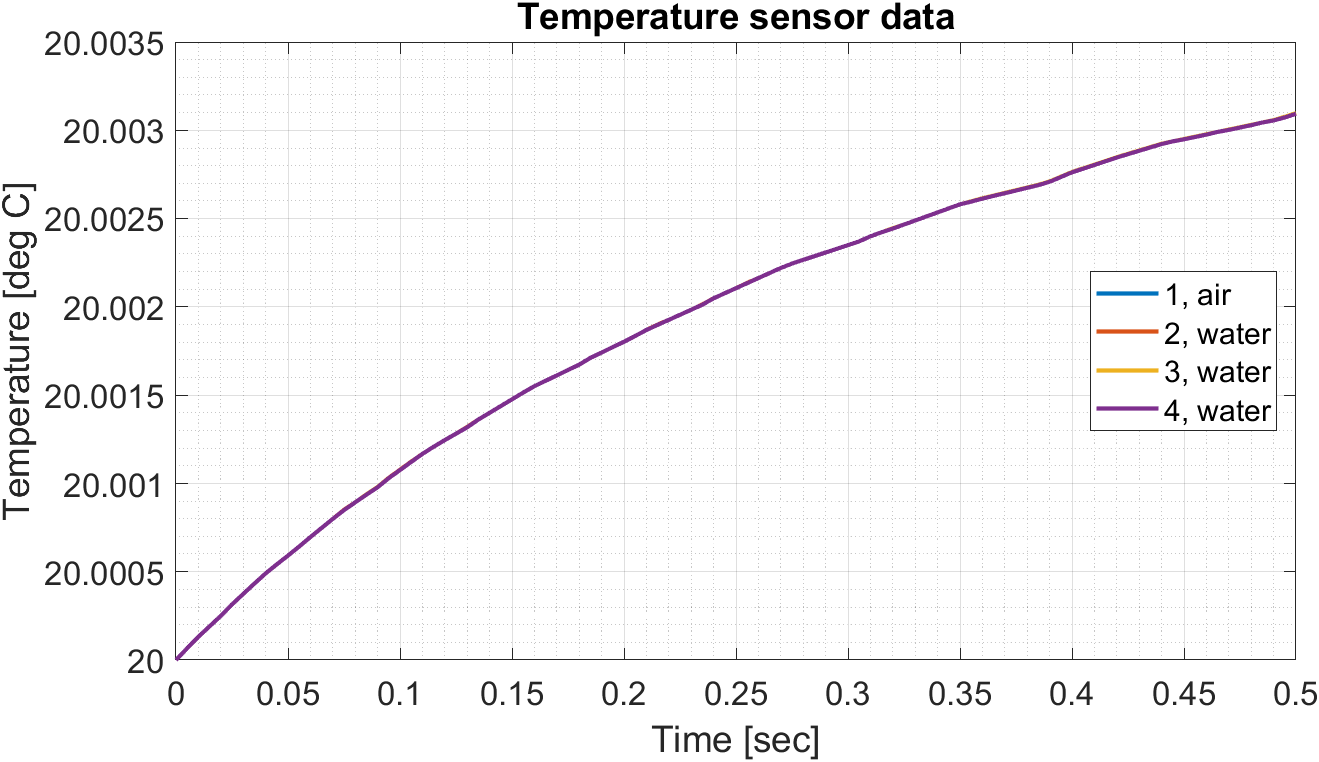 Temperature sensor data
20.0035
20.003
20.0025
20.002
20.0015
20.001
20.0005
20
Temperature [deg C]
1, air
2, water
3, water
4, water
0 0.05 0.1 0.15 0.2 0.25 0.3 0.35 0.4 0.45 0.5
Time [sec]